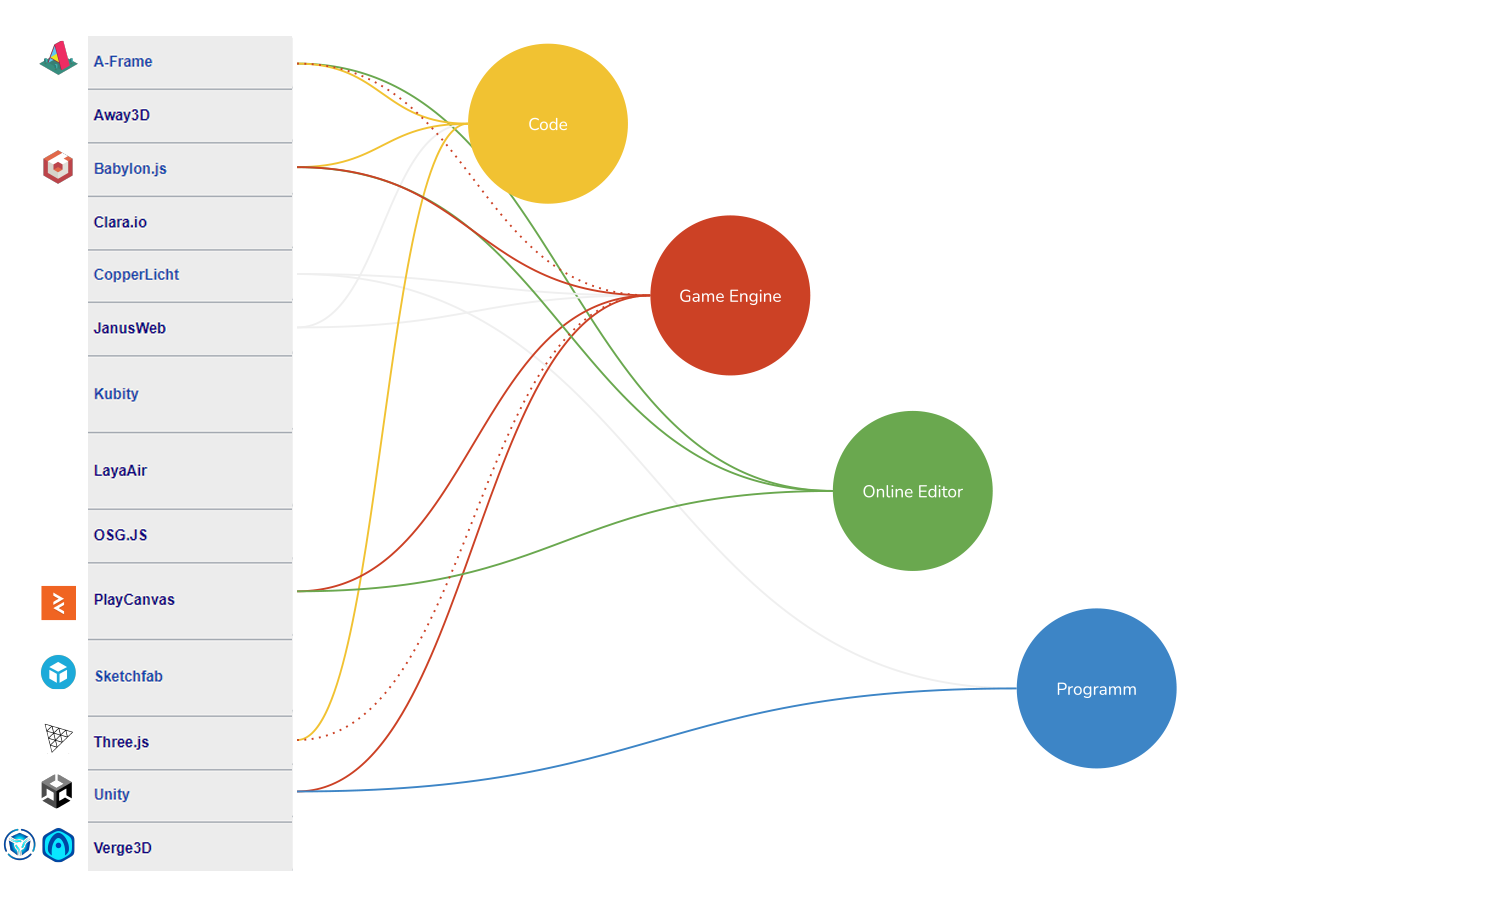 A-Frame
Away3D
Babylon.js
Clara.io
CopperLicht
JanusWeb
Kubity
LayaAir
OSG.JS
PlayCanvas
Sketchfab
Three.js
Unity
Verge3D
Code
Game Engine
Online Editor
Programm